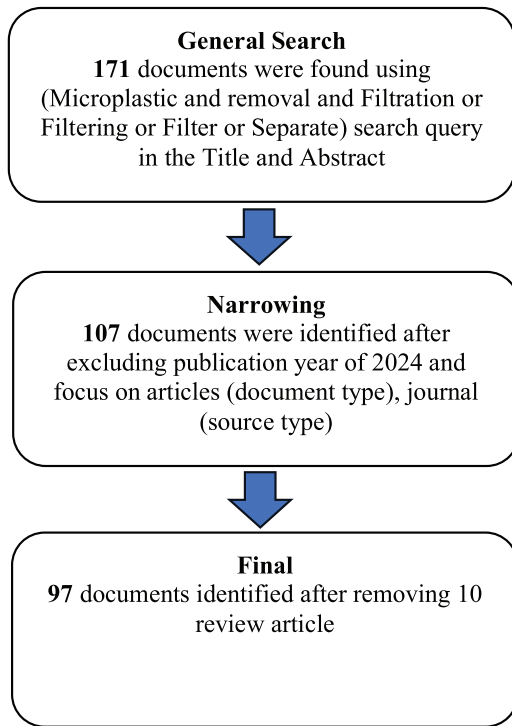 General Search
171 documents were found using
(Microplastic and removal and Filtration or
Filtering or Filter or Separate) search query
in the Title and Abstract
Narrowing
107 documents were identified after
excluding publication year of 2024 and
focus on articles (document type), journal
(source type)
Final
97 documents identified after removing 10
review article